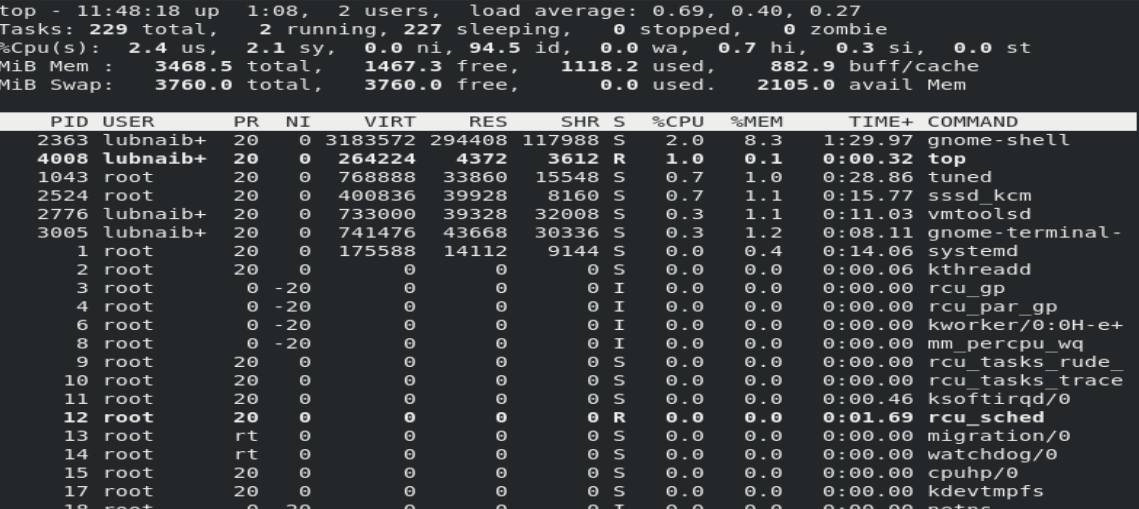 top - 11:48:18 up  1:08,  2 users,  load average: 0.69, 0.40, 0.27
Tasks: 229 total,   2 running, 227 sleeping,   0 stopped,   0 zombie
%Cpu(s):  2.4 us,  2.1 sy,  0.0 ni, 94.5 id,  0.0 wa,  0.7 hi,  0.3 si,  0.0 st
MiB Mem :   3468.5 total,   1467.3 free,   1118.2 used,    882.9 buff/cache
MiB Swap:   3760.0 total,   3760.0 free,      0.0 used.   2105.0 avail Mem
PID USER      PR  NI    VIRT    RES    SHR S  %CPU  %MEM     TIME+ COMMAND
2363 lubnaib+  20   0 3183572 294408 117988 S   2.0   8.3   1:29.97 gnome-shell
4008 lubnaib+  20   0  264224   4372   3612 R   1.0   0.1   0:00.32 top
1043 root      20   0  768888  33860  15548 S   0.7   1.0   0:28.86 tuned
2524 root      20   0  400836  39928   8160 S   0.7   1.1   0:15.77 sssd_kcm
2776 lubnaib+  20   0  733000  39328  32008 S   0.3   1.1   0:11.03 vmtoolsd
3005 lubnaib+  20   0  741476  43668  30336 S   0.3   1.2   0:08.11 gnome-terminal-
1 root      20   0  175588  14112   9144 S   0.0   0.4   0:14.06 systemd
2 root      20   0       0      0      0 S   0.0   0.0   0:00.06 kthreadd
3 root       0 -20       0      0      0 I   0.0   0.0   0:00.00 rcu_gp
4 root       0 -20       0      0      0 I   0.0   0.0   0:00.00 rcu_par_gp
6 root       0 -20       0      0      0 I   0.0   0.0   0:00.00 kworker/0:0H-e+
8 root       0 -20       0      0      0 I   0.0   0.0   0:00.00 mm_percpu_wq
9 root      20   0       0      0      0 S   0.0   0.0   0:00.00 rcu_tasks_rude_
10 root      20   0       0      0      0 S   0.0   0.0   0:00.00 rcu_tasks_trace
11 root      20   0       0      0      0 S   0.0   0.0   0:00.46 ksoftirqd/0
12 root      20   0       0      0      0 R   0.0   0.0   0:01.69 rcu_sched
13 root      rt   0       0      0      0 S   0.0   0.0   0:00.00 migration/0
14 root      rt   0       0      0      0 S   0.0   0.0   0:00.00 watchdog/0
15 root      20   0       0      0      0 S   0.0   0.0   0:00.00 cpuhp/0
17 root      20   0       0      0      0 S   0.0   0.0   0:00.00 kdevtmpfs